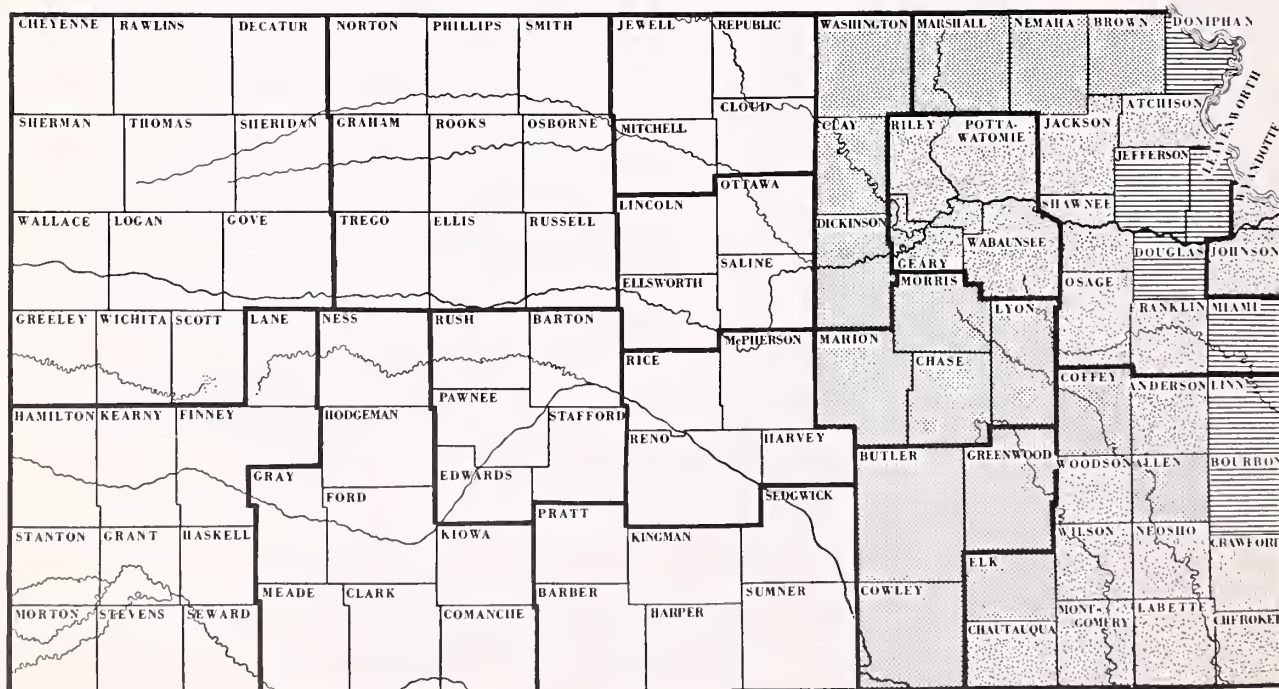 CHEYENNE RAWLINS DECATUR NORTON PHILLIPS SMITH JEWELL REPUBLIC WASHINGTON MARSHALL NEMAHA BROWN DONIPHAN
CLOUD ATCHISON LEAVENWORTH WYANDOTTE
SHERMAN THOMAS SHERIDAN GRAHAM ROOKS OSBORNE MITCHELL CLAY RILEY POTTA-
WATOMIE JACKSON
JEFFERSON
OTTAWA
WALLACE LOGAN GOVE TREGO ELLIS RUSSELL LINCOLN DICKINSON SHAWNEE
WABAUNSEE
SALINE GEARY DOUGLAS JOHNSON
ELLSWORTH MORRIS OSAGE
GREELEY WICHITA SCOTT LANE NESS RUSH BARTON LYON FRANKLIN MIAMI
McPHERSON MARION
RICE CHASE
COFFEY
PAWNEE ANDERSON LINN
HAMILTON KEARNY FINNEY HODGEMAN STAFFORD
RENO HARVEY
BUTLER GREENWOOD
GRAY EDWARDS WOODSON ALLEN BOURBON
FORD SEDGWICK
PRATT
STANTON GRANT HASKELL KIOWA KINGMAN WILSON NEOSHO CRAWFORD
ELK
MEADE CLARK BARBER SUMNER COWLEY
MORTON STEVENS SEWARD COMANCHE HARPER MONT-
GOMERY LABETTE
CHAUTAUQUA CHEROKEE